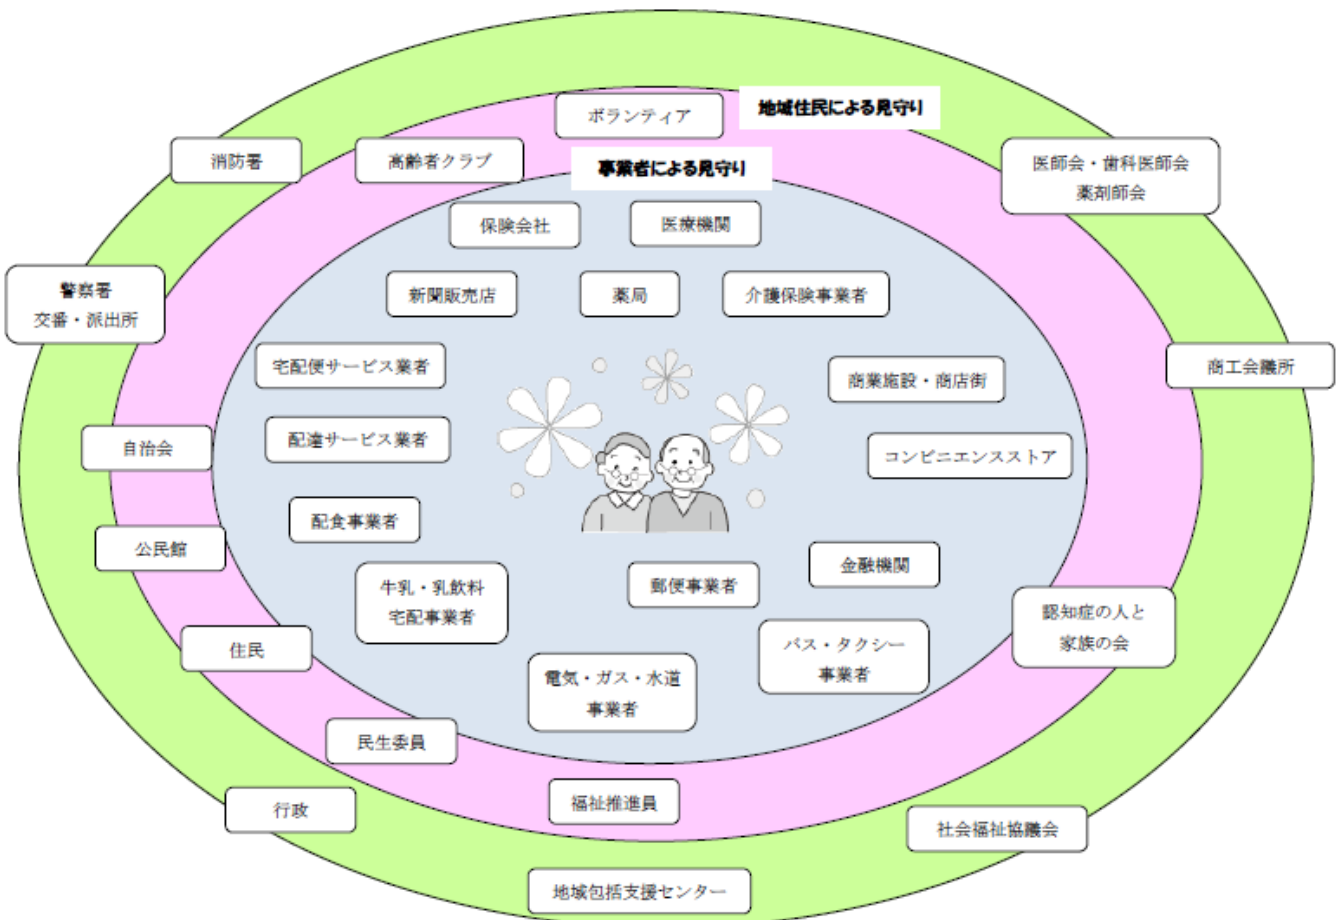 ボランティア
地域住民による見守り
消防署
高齢者クラブ
事業者による見守り
医師会・歯科医師会
薬剤師会
保険会社
医療機関
警察署
交番・派出所
新聞販売店
薬局
介護保険事業者
宅配便サービス業者
商業施設・商店街
商工会議所
自治会
配達サービス業者
コンビニエンスストア
配食事業者
公民館
金融機関
牛乳・乳飲料
宅配事業者
郵便事業者
認知症の人と
家族の会
住民
バス・タクシー
事業者
電気・ガス・水道
事業者
民生委員
行政
福祉推進員
社会福祉協議会
地域包括支援センター